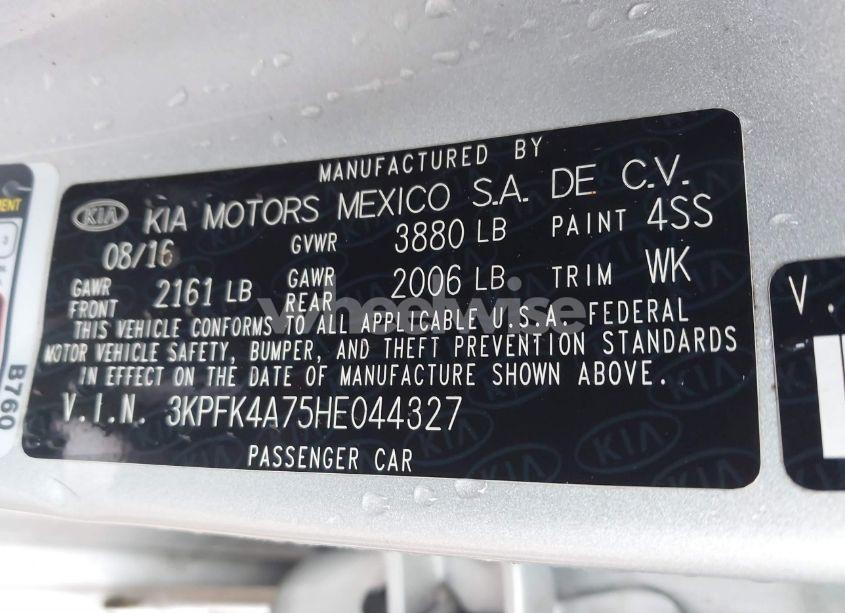 MANUFACTURED BY
KIA KIA MOTORS MEXICO S.A. DE C.V.
08/16 GVWR 3880 LB PAINT 4SS
GAWR FRONT 2161 LB GAWR REAR 2006 LB TRIM WK
THIS VEHICLE CONFORMS TO ALL APPLICABLE U.S.A. FEDERAL
MOTOR VEHICLE SAFETY, BUMPER, AND THEFT PREVENTION STANDARDS
IN EFFECT ON THE DATE OF MANUFACTURE SHOWN ABOVE.
V.I.N. 3KPFK4A75HE044327
PASSENGER CAR
wheelwise
B760
V.